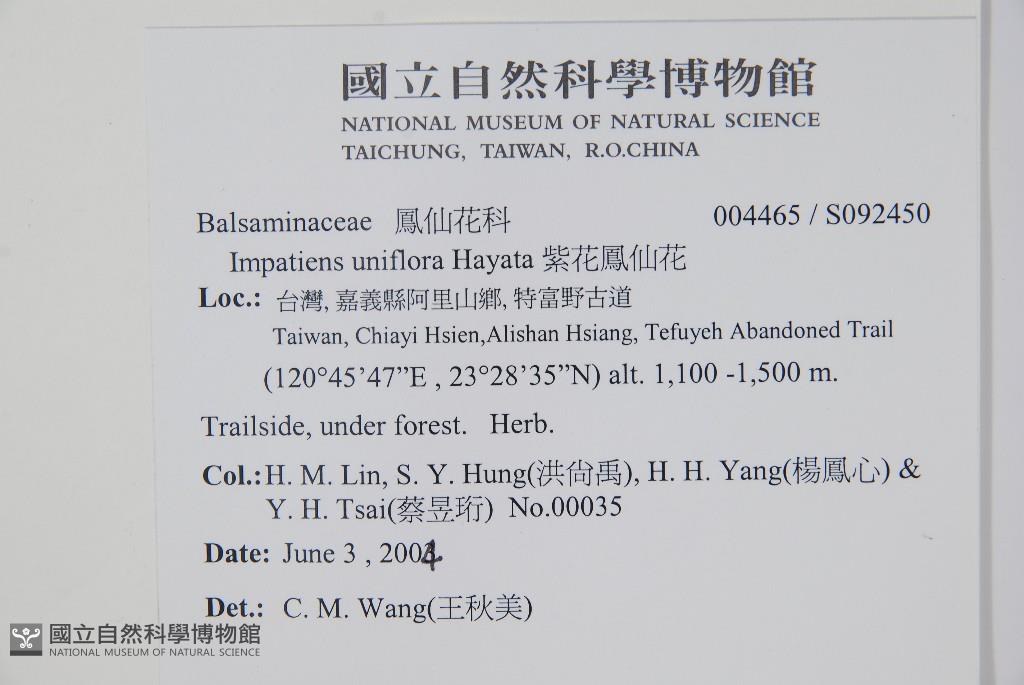 國立自然科學博物館
NATIONAL MUSEUM OF NATURAL SCIENCE
TAICHUNG, TAIWAN, R.O.CHINA
Balsaminaceae 鳳仙花科 004465 / S092450
Impatiens uniflora Hayata 紫花鳳仙花
Loc.: 台灣, 嘉義縣阿里山鄉, 特富野古道
Taiwan, Chiayi Hsien,Alishan Hsiang, Tefuyeh Abandoned Trail
(120°45’47”E , 23°28’35”N) alt. 1,100 -1,500 m.
Trailside, under forest. Herb.
Col.:H. M. Lin, S. Y. Hung(洪尙禹), H. H. Yang(楊鳳心) &
Y. H. Tsai(蔡昱珩) No.00035
Date: June 3 , 2004
Det.: C. M. Wang(王秋美)
國立自然科學博物館
NATIONAL MUSEUM OF NATURAL SCIENCE